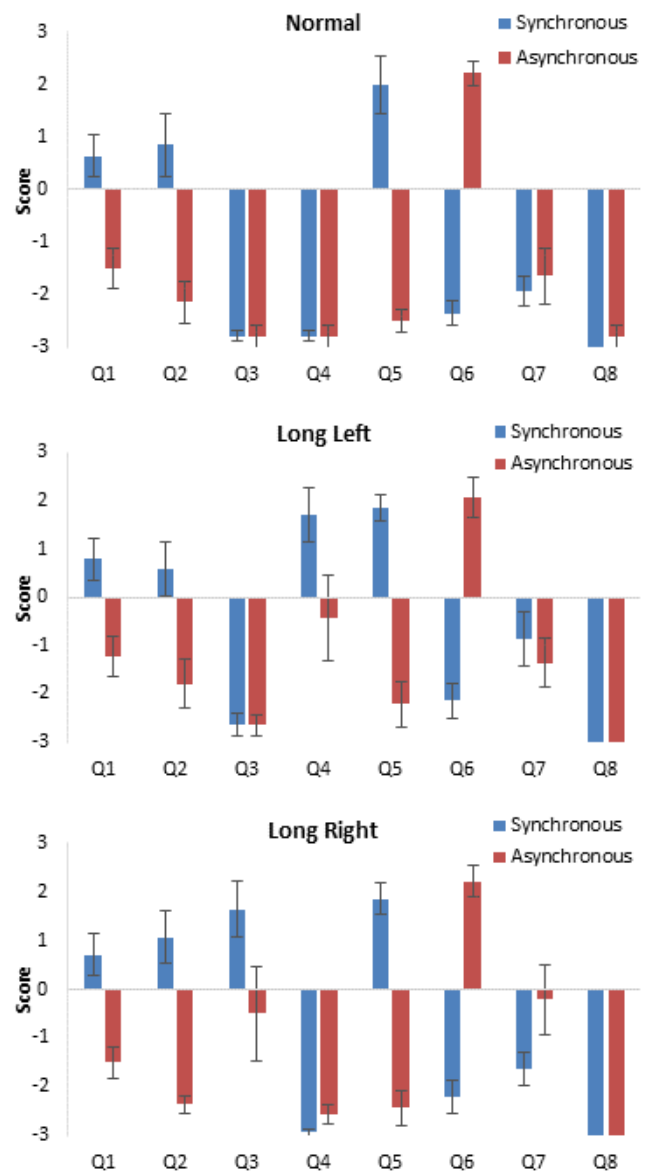 Normal
Synchronous
Asynchronous
3
2
1
0
-1
-2
-3
Score
Q1 Q2 Q3 Q4 Q5 Q6 Q7 Q8
Long Left
Synchronous
Asynchronous
3
2
1
0
-1
-2
-3
Score
Q1 Q2 Q3 Q4 Q5 Q6 Q7 Q8
Long Right
Synchronous
Asynchronous
3
2
1
0
-1
-2
-3
Score
Q1 Q2 Q3 Q4 Q5 Q6 Q7 Q8